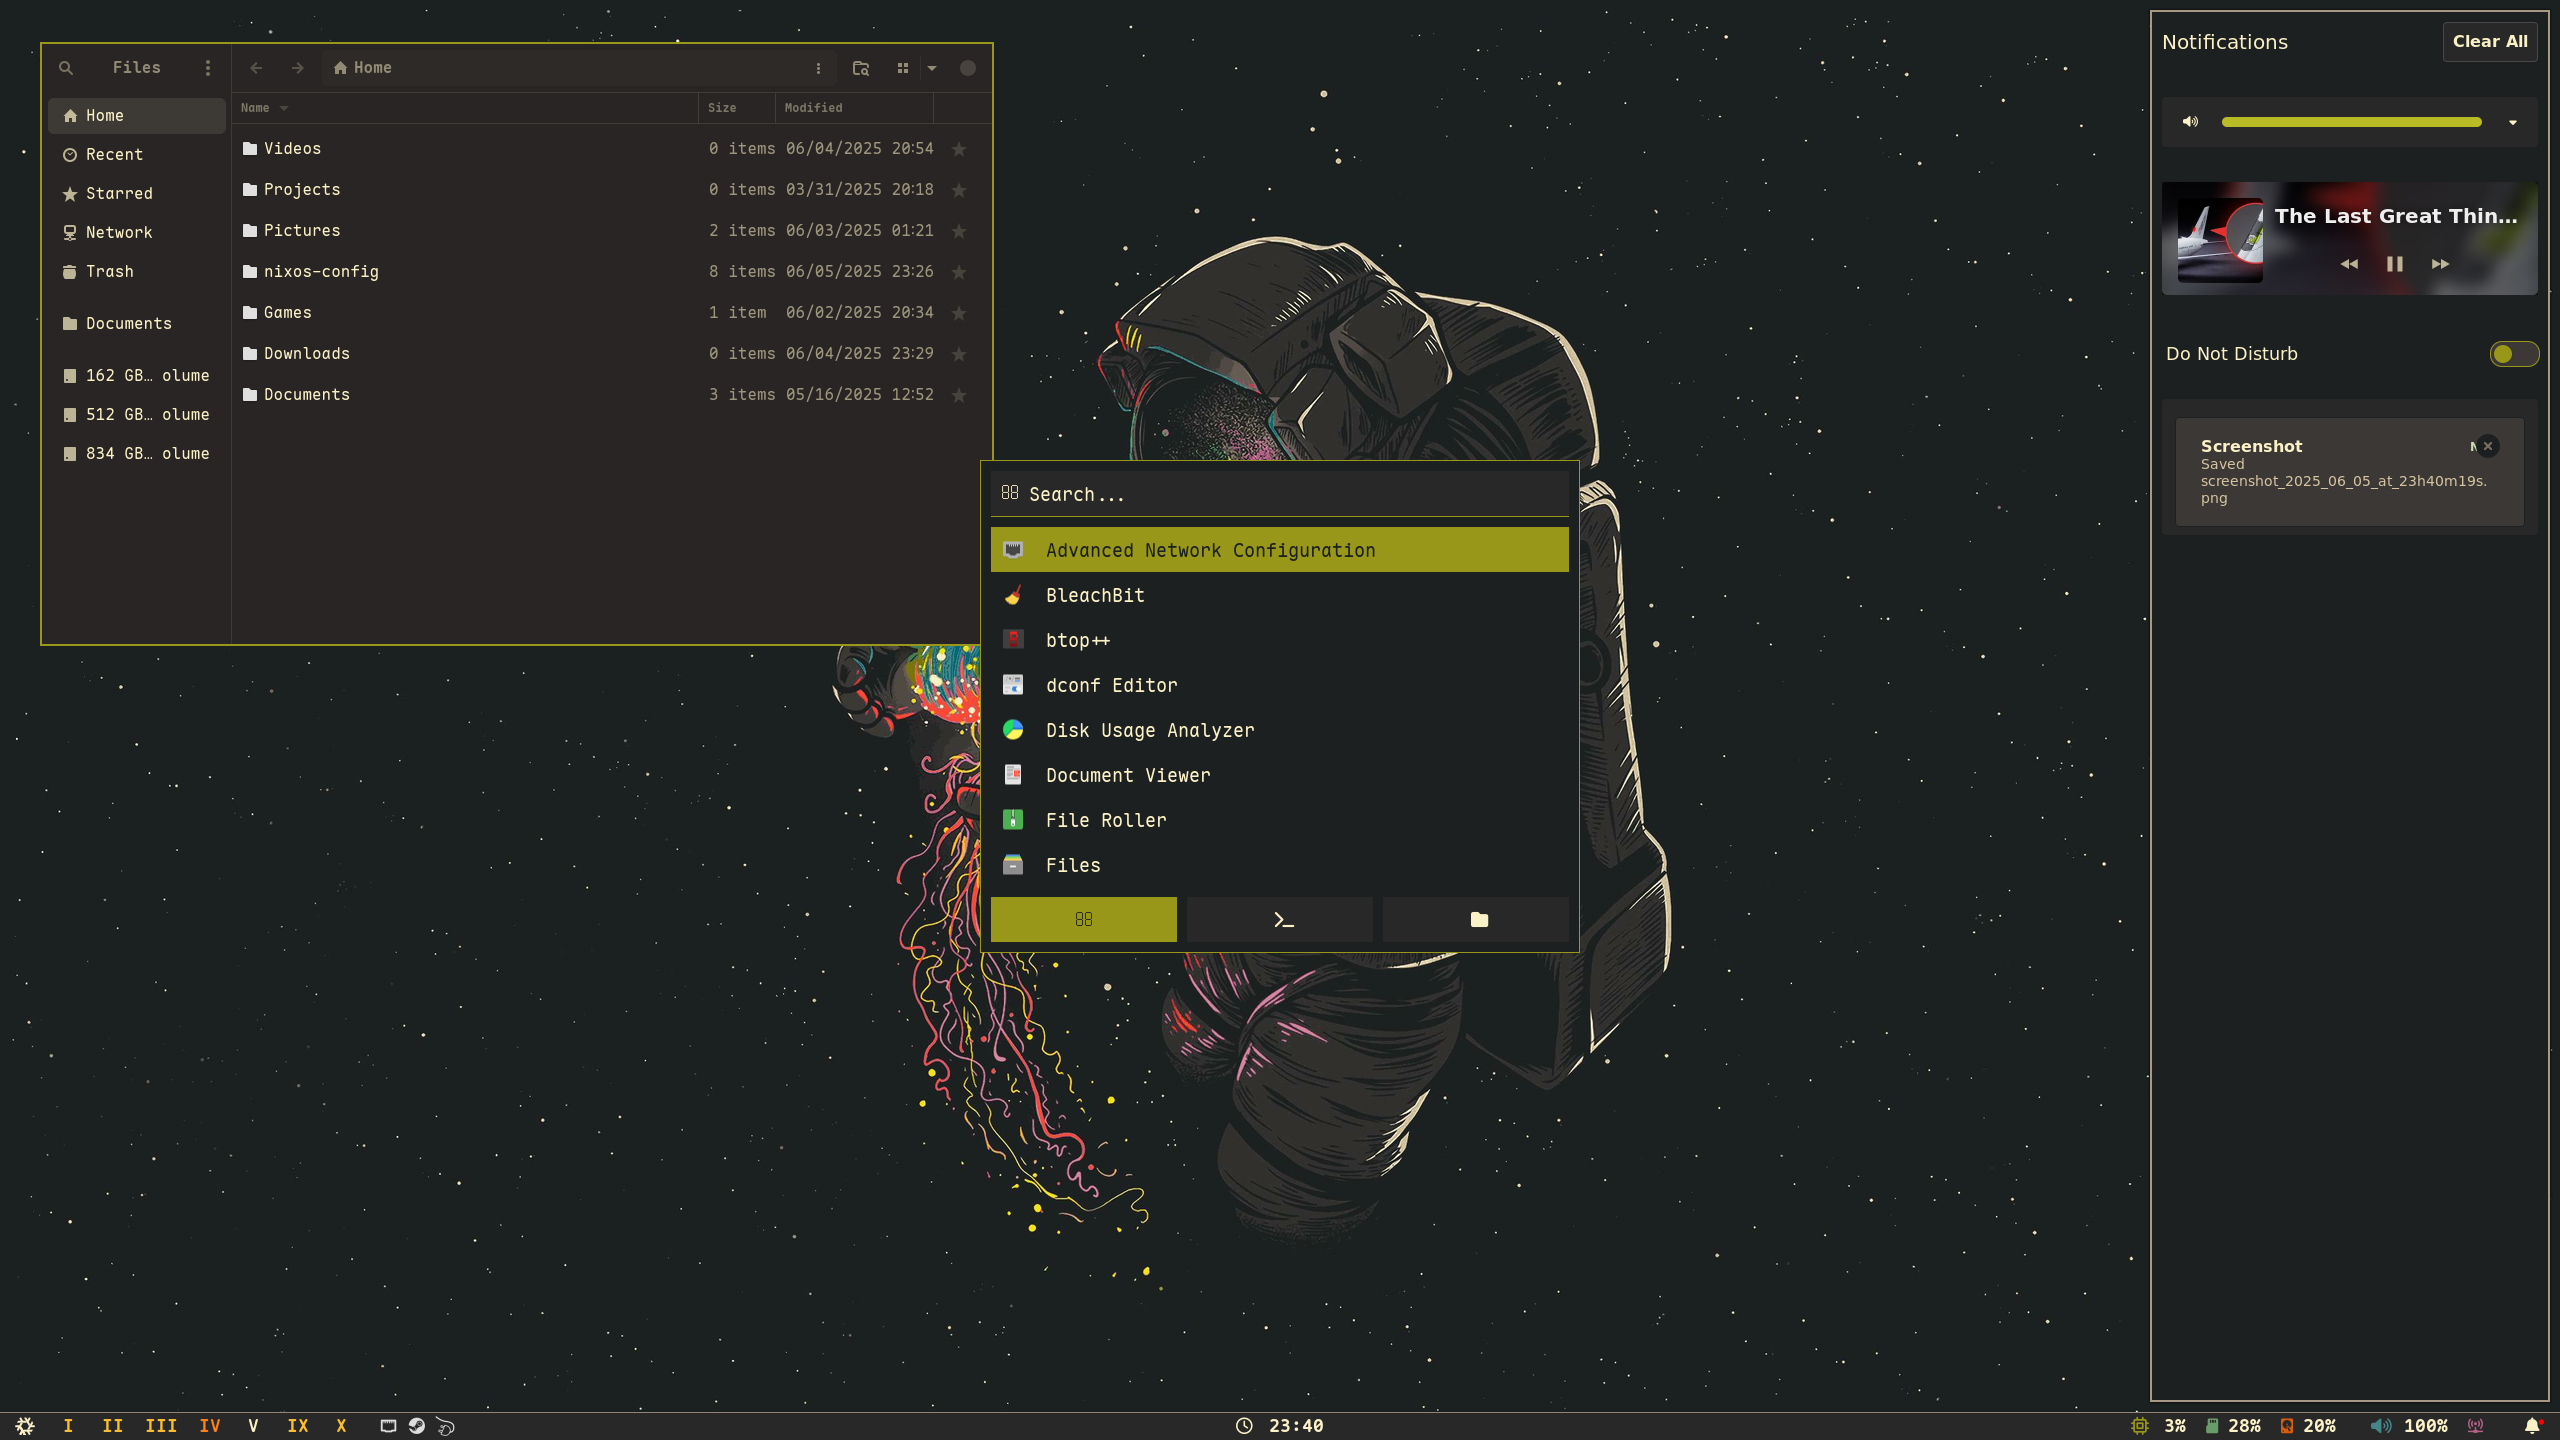 Files
Home
Home
Recent
Starred
Network
Trash
Documents
162 GB… olume
512 GB… olume
834 GB… olume
Name Size Modified
Videos 0 items 06/04/2025 20:54
Projects 0 items 03/31/2025 20:18
Pictures 2 items 06/03/2025 01:21
nixos-config 8 items 06/05/2025 23:26
Games 1 item 06/02/2025 20:34
Downloads 0 items 06/04/2025 23:29
Documents 3 items 05/16/2025 12:52
Search...
Advanced Network Configuration
BleachBit
btop++
dconf Editor
Disk Usage Analyzer
Document Viewer
File Roller
Files
Notifications
Clear All
The Last Great Thin…
Do Not Disturb
Screenshot
Saved
screenshot_2025_06_05_at_23h40m19s.
png
I II III IV V IX X
23:40
3% 28% 20% 100%